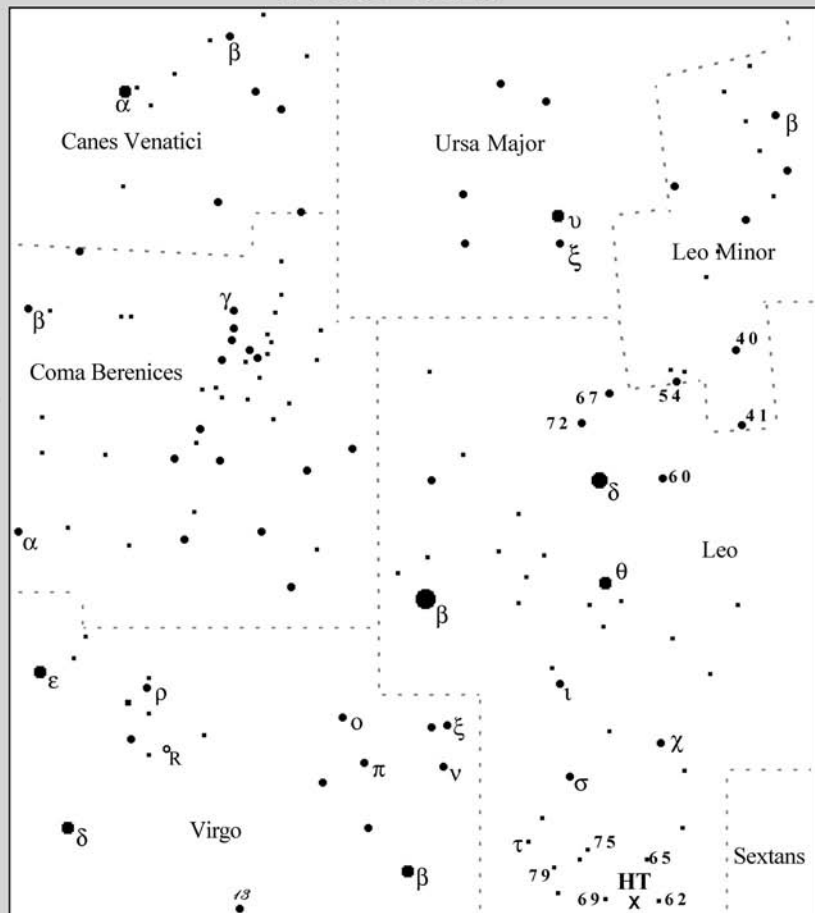 β
α
Canes Venatici
Ursa Major
β
υ
ξ
Leo Minor
γ
β
40
Coma Berenices
67
54
72
41
δ
60
α
Leo
θ
β
ε
ρ
ι
ο
ξ
χ
R
π
ν
σ
δ
Virgo
τ
75
65
Sextans
79
β
HT
13
69
X
62